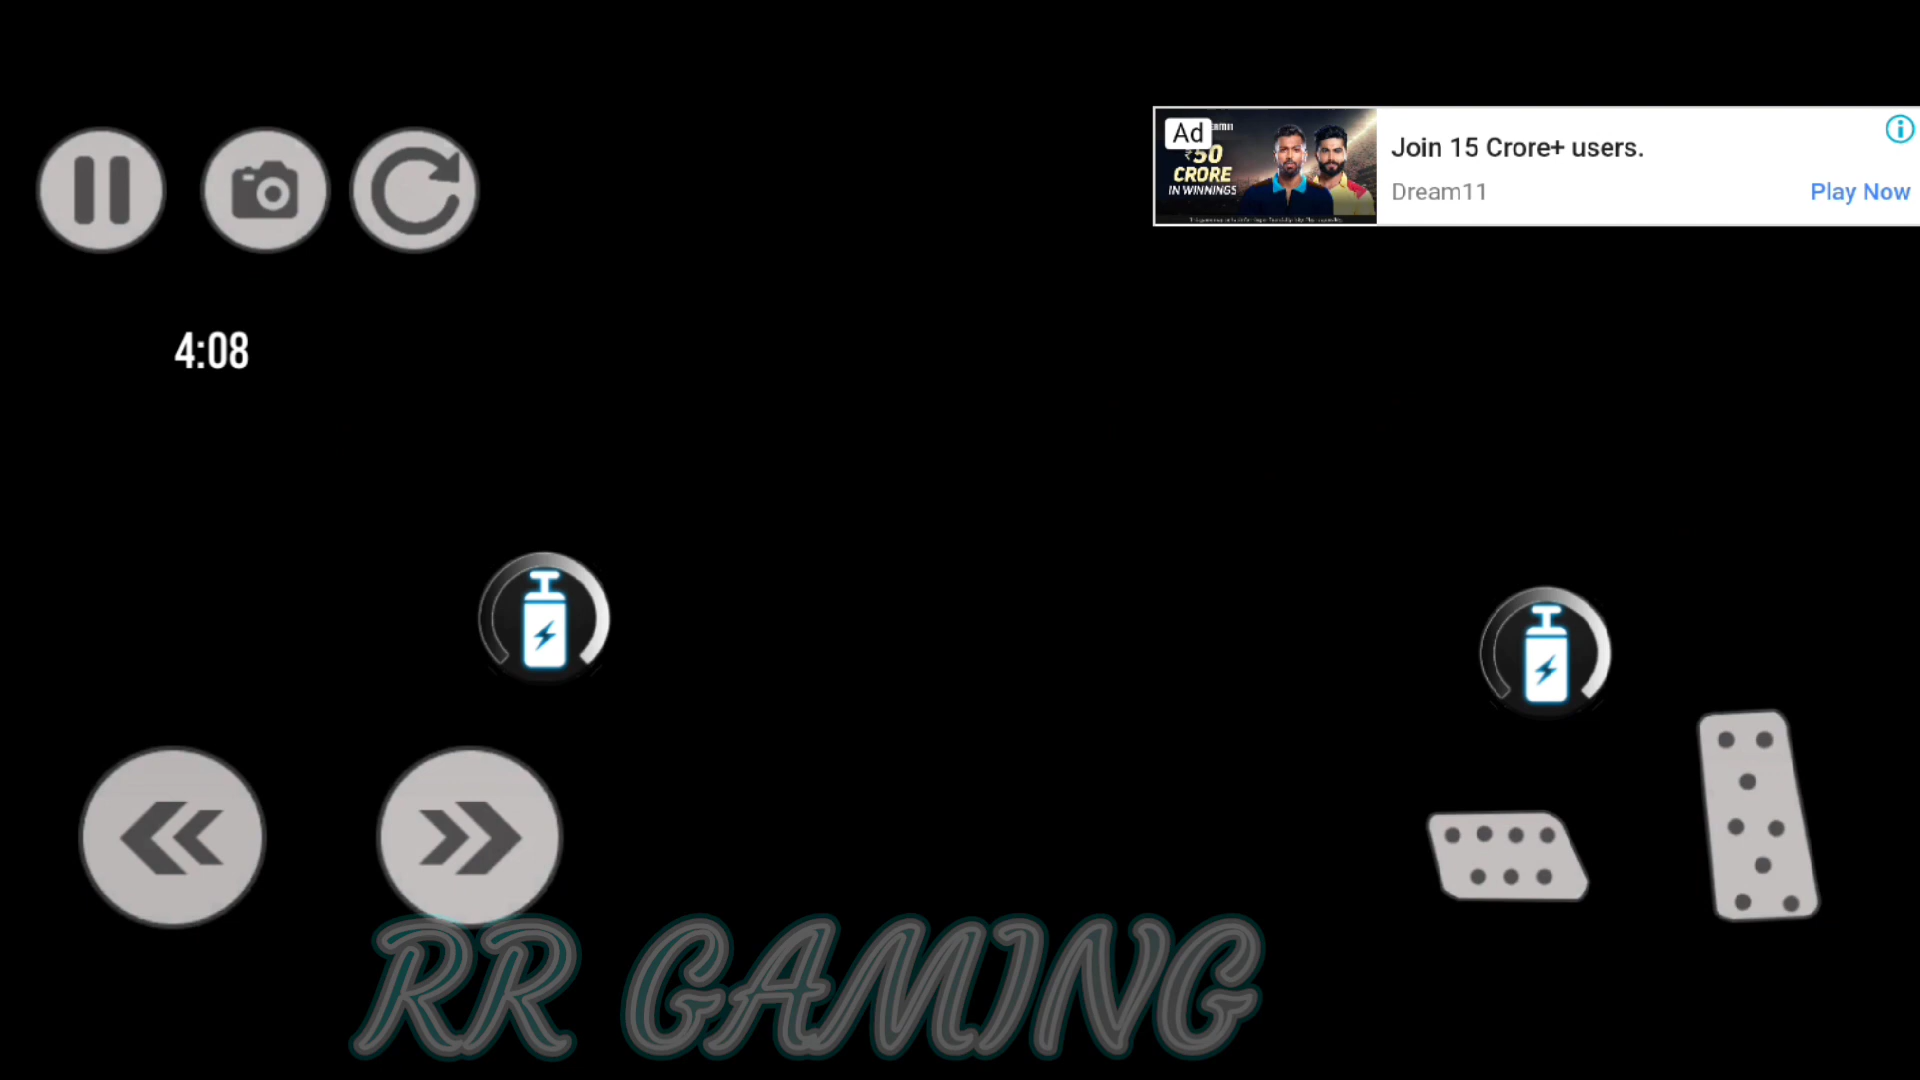 Ad
₹50
CRORE
IN WINNINGS
Join 15 Crore+ users.
Dream11
Play Now
4:08
RR GAMING